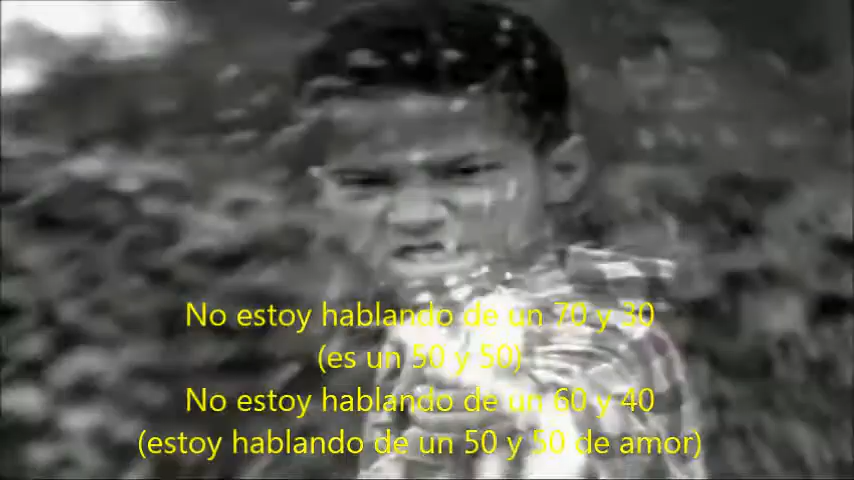 No estoy hablando de un 70 y 30
(es un 50 y 50)
No estoy hablando de un 60 y 40
(estoy hablando de un 50 y 50 de amor)